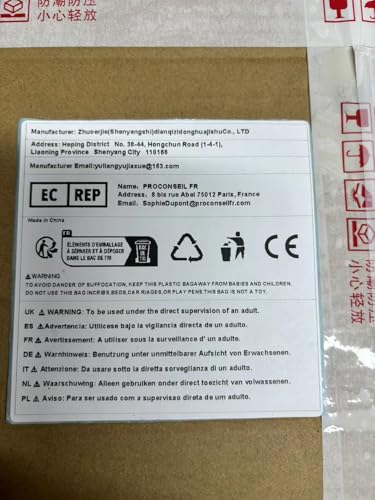 防潮防压
小心轻放
Manufacturer: Zhuoerjie(Shenyangshi)dianqizidonghuajishuCo., LTD
Address: Heping District No. 38-44, Hongchun Road (1-4-1),
Liaoning Province Shenyang City 110166
Manufacturer Email:yuliangyujiaxue@163.com
EC REP
Name. PROCONSEIL FR
Address. 8 bis rue Abel 75012 Paris, France
Email. SophieDupont@proconseilfr.com
Made in China
FR
ÉLÉMENTS D'EMBALLAGE
À SÉPARER ET À DÉPOSER
DANS LE BAC DE TRI
CE
⚠WARNING
TO AVOID DANGER OF SUFFOCATION, KEEP THIS PLASTIC BAGAWAY FROM BABIES AND CHILDREN.
DO NOT USE THIS BAG INCRIBS,BEDS,CAR RIAGES,OR PLAY PENS THIS BAG IS NOT A TOY.
UK ⚠ WARNING: To be used under the direct supervision of an adult.
ES ⚠Advertencia: Utilícese bajo la vigilancia directa de un adulto.
FR ⚠ Avertissement: A utiliser sous la surveillance d' un adulte.
DE ⚠ Warnhinweis: Benutzung unter unmittelbarer Aufsicht von Erwachsenen.
IT ⚠ Attenzione: Da usare sotto la diretta sorveglianza di un adulto.
NL ⚠ Waarschuwing: Alleen gebruiken onder direct toezicht van volwassenen.
PL ⚠ Aviso: Para ser usado com a supervisao direta de um adulto.
小心轻放